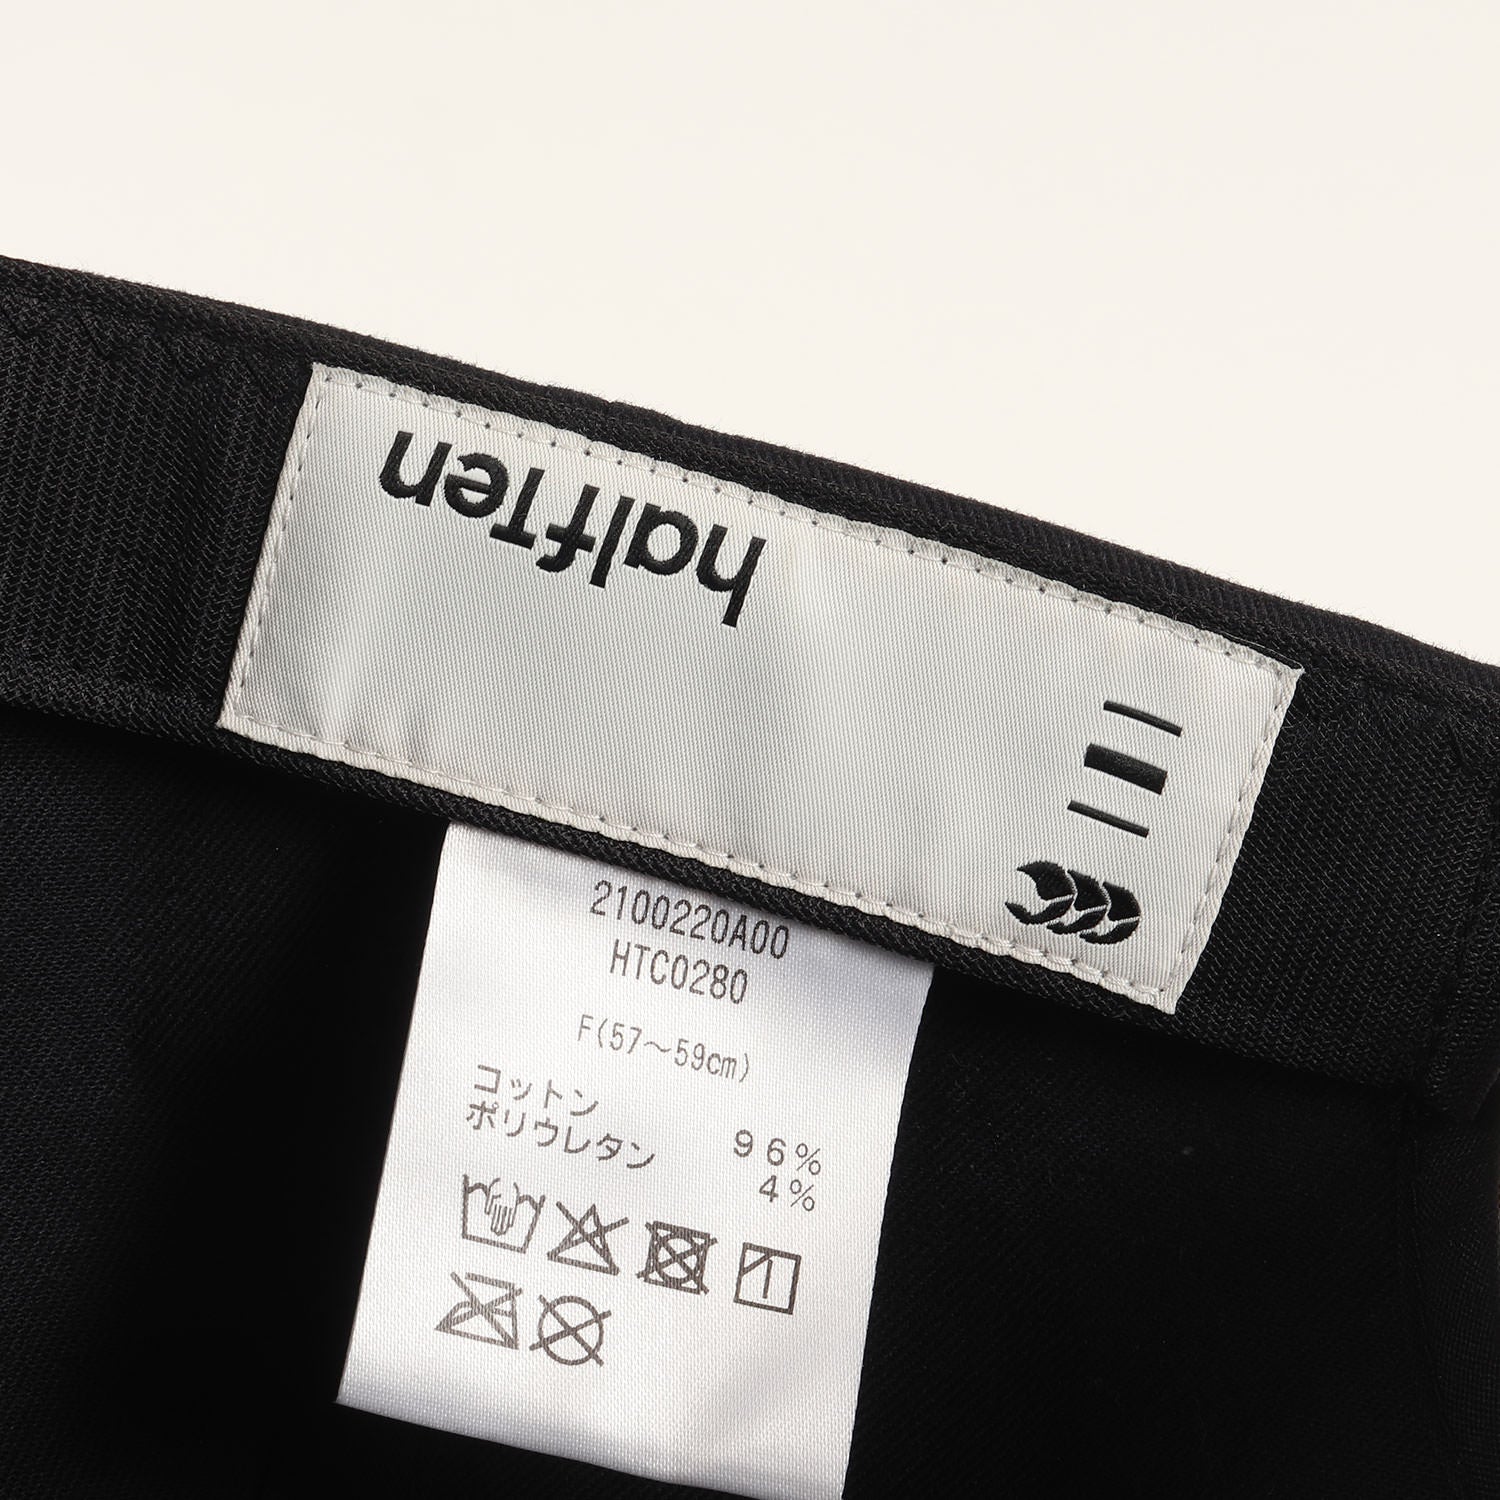 halfTen
2100220A00
HTC0280
F(57〜59cm)
コットン 96%
ポリウレタン 4%